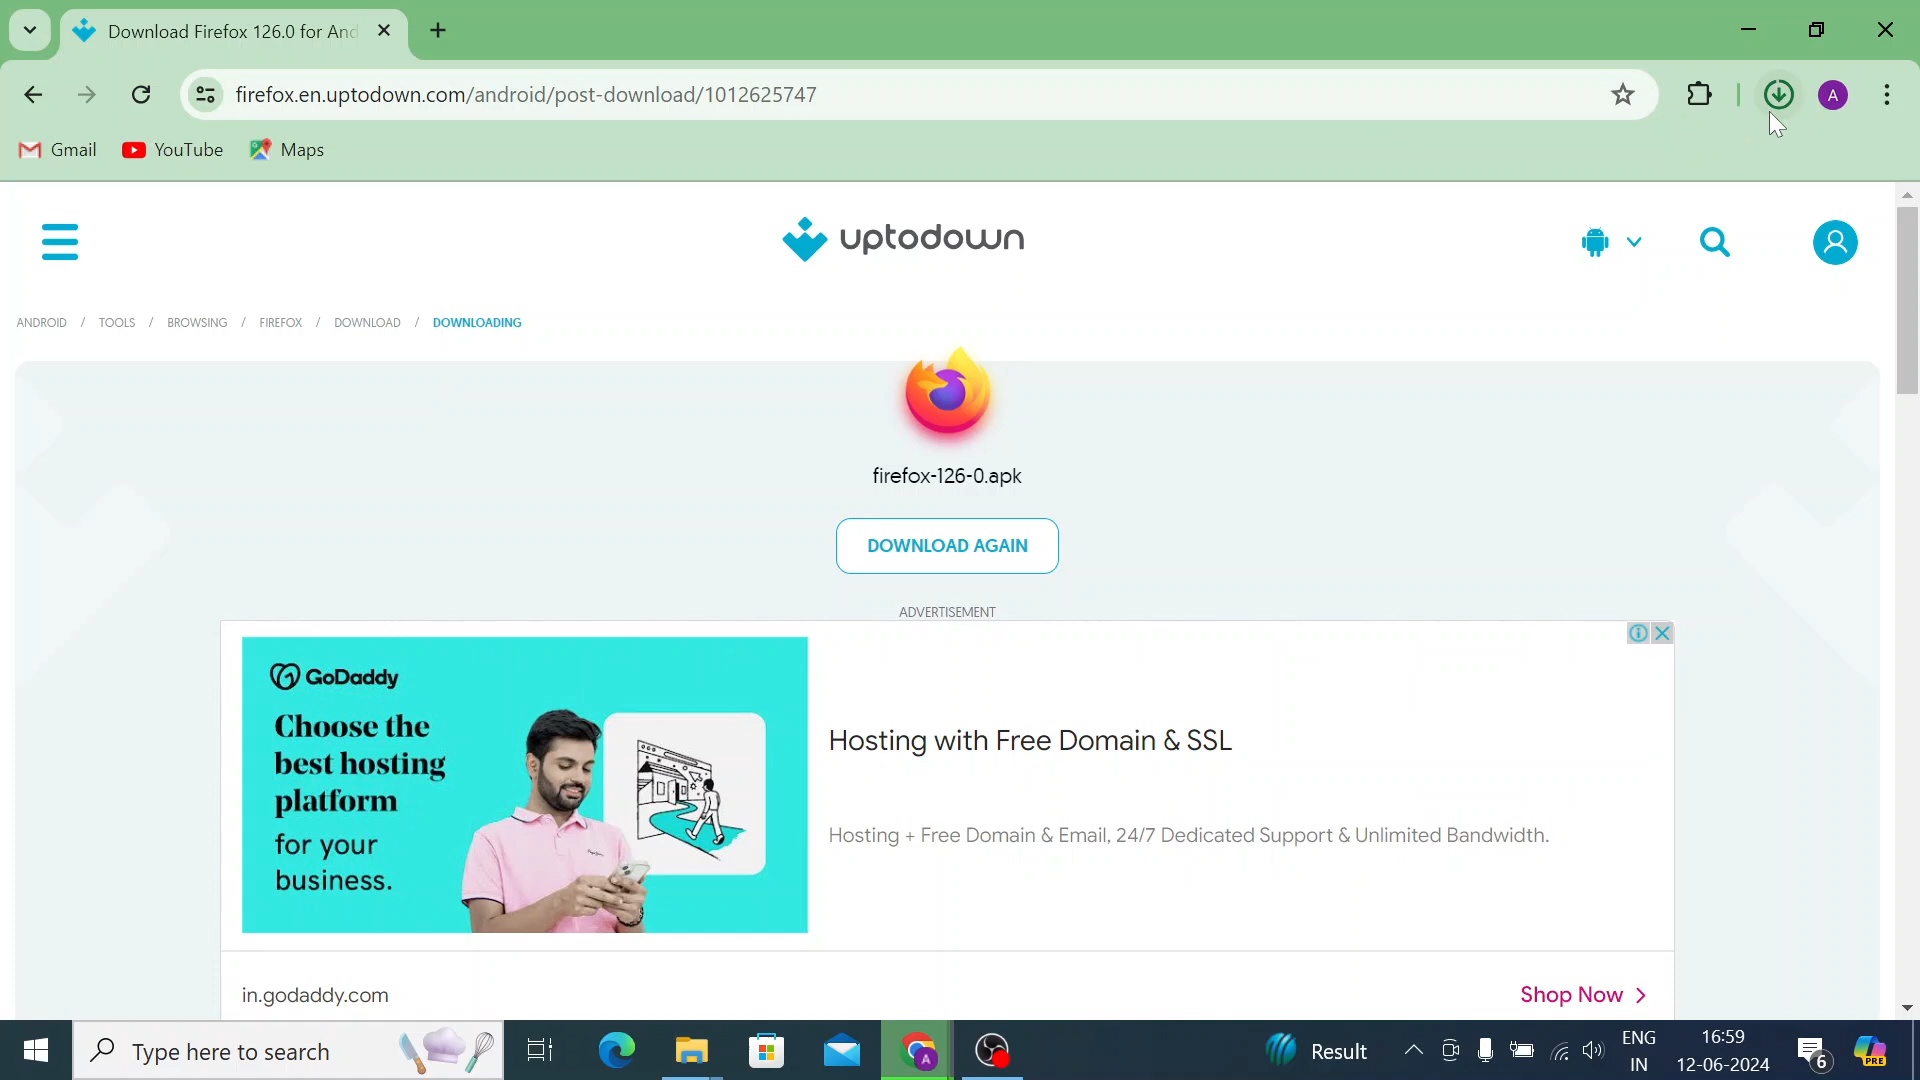 Download Firefox 126.0 for And
firefox.en.uptodown.com/android/post-download/1012625747
A
Gmail
YouTube
Maps
uptodown
ANDROID / TOOLS / BROWSING / FIREFOX / DOWNLOAD / DOWNLOADING
firefox-126-0.apk
DOWNLOAD AGAIN
ADVERTISEMENT
GoDaddy
Choose the
best hosting
platform
for your
business.
Hosting with Free Domain & SSL
Hosting + Free Domain & Email, 24/7 Dedicated Support & Unlimited Bandwidth.
in.godaddy.com
Shop Now
Type here to search
A
Result
ENG
IN
16:59
12-06-2024
6
PRE